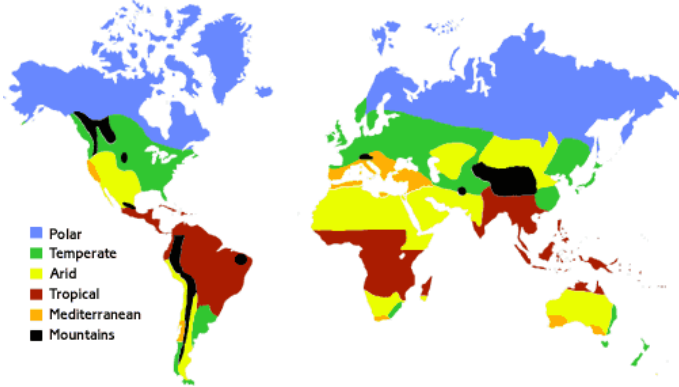 Polar
Temperate
Arid
Tropical
Mediterranean
Mountains